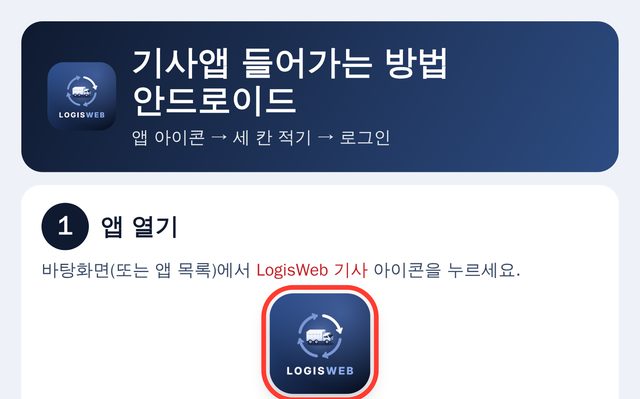 기사앱 들어가는 방법
안드로이드
LOGISWEB
앱 아이콘 → 세 칸 적기 → 로그인
1 앱 열기
바탕화면(또는 앱 목록)에서 LogisWeb 기사 아이콘을 누르세요.
LOGISWEB